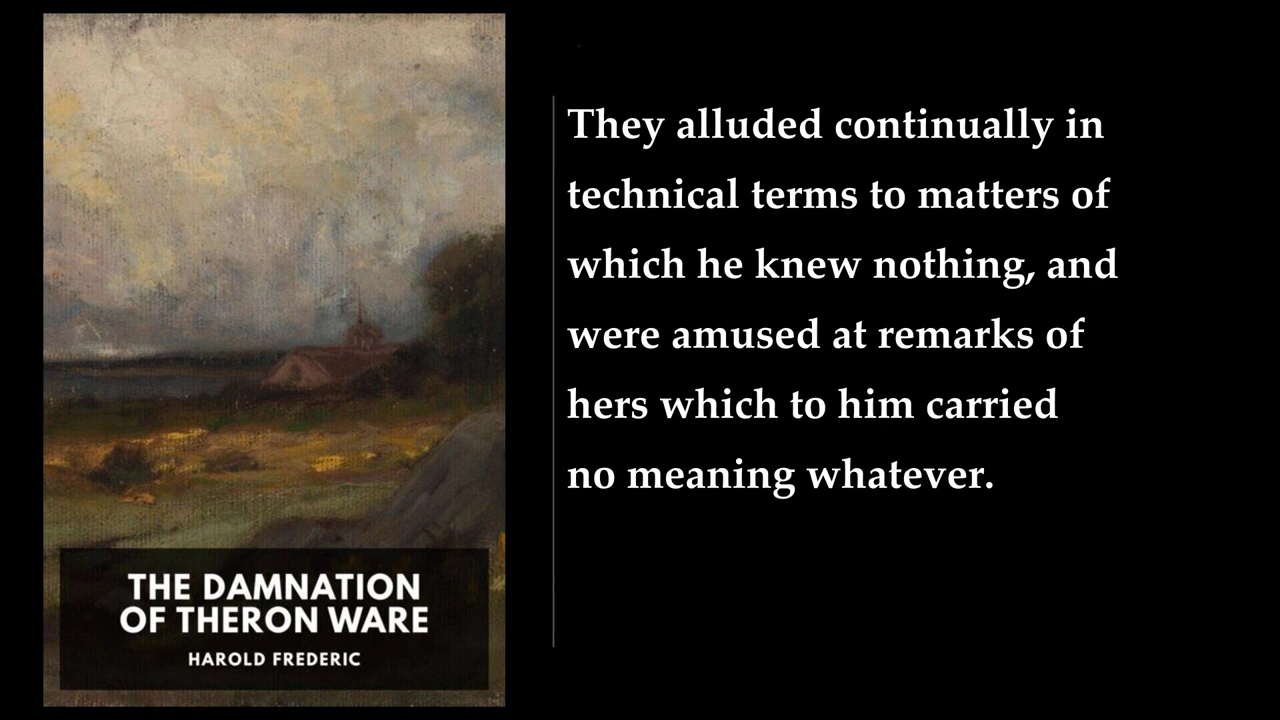 They alluded continually in
technical terms to matters of
which he knew nothing, and
were amused at remarks of
hers which to him carried
no meaning whatever.
THE DAMNATION
OF THERON WARE
HAROLD FREDERIC